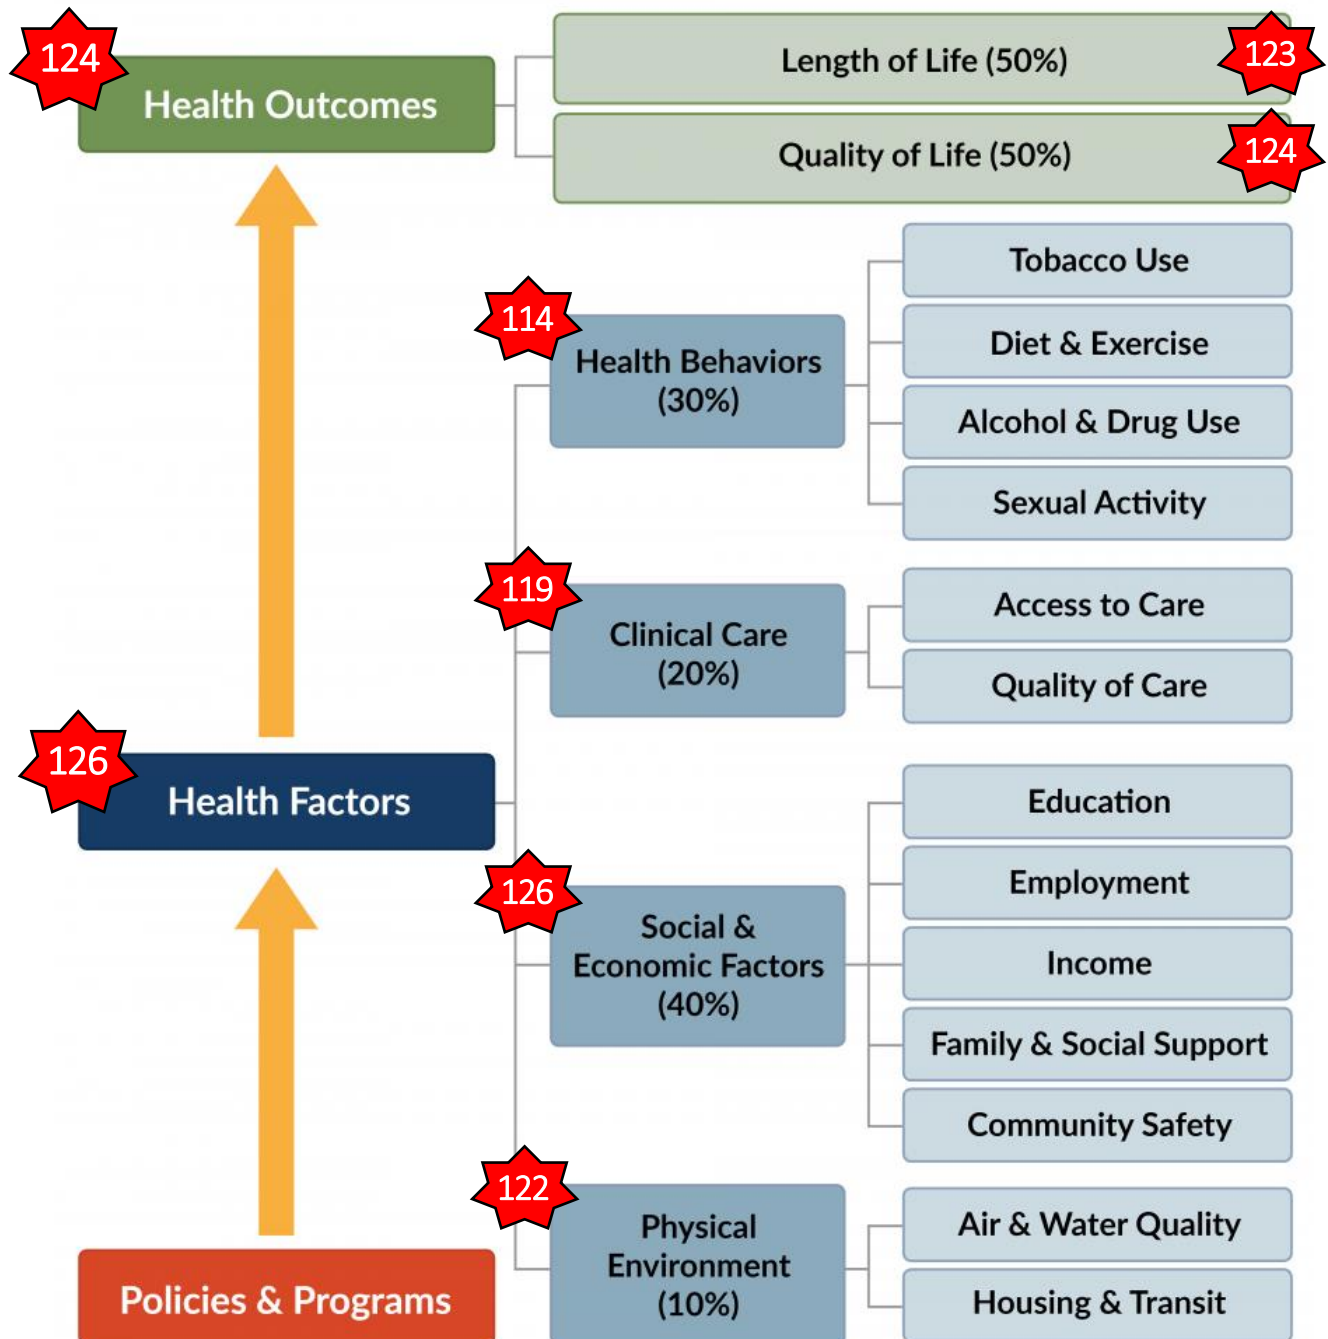 124
Health Outcomes
Length of Life (50%)
123
Quality of Life (50%)
124
114
Health Behaviors
(30%)
Tobacco Use
Diet & Exercise
Alcohol & Drug Use
Sexual Activity
119
Clinical Care
(20%)
Access to Care
Quality of Care
126
Health Factors
126
Social &
Economic Factors
(40%)
Education
Employment
Income
Family & Social Support
Community Safety
122
Physical
Environment
(10%)
Air & Water Quality
Housing & Transit
Policies & Programs